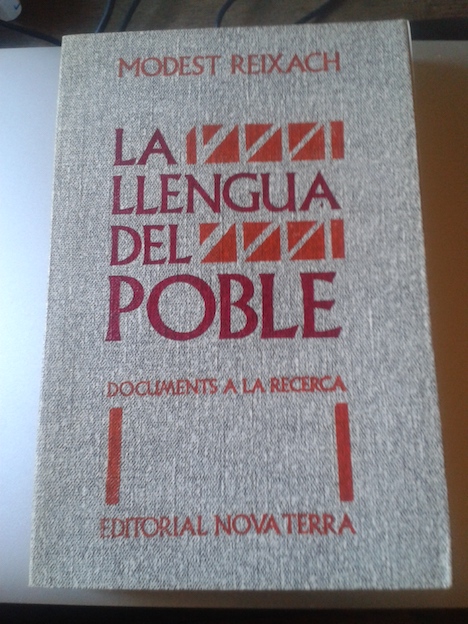 MODEST REIXACH
LA
LLENGUA
DEL
POBLE
DOCUMENTS A LA RECERCA
EDITORIAL NOVA TERRA